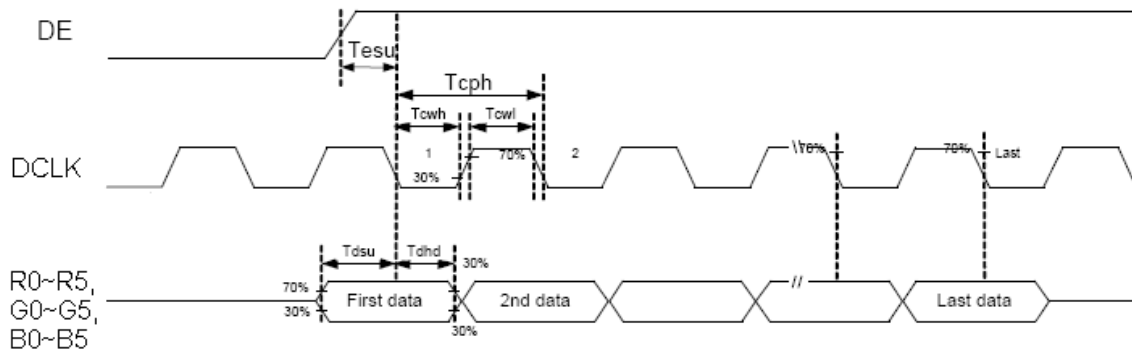 DE
Tesu
Tcph
Tcwh
Tcwl
DCLK
1
70%
2
\\
70%
70%
Last
30%
Tdsu
Tdhd
30%
R0~R5,
G0~G5,
B0~B5
70%
30%
First data
2nd data
//
Last data
30%